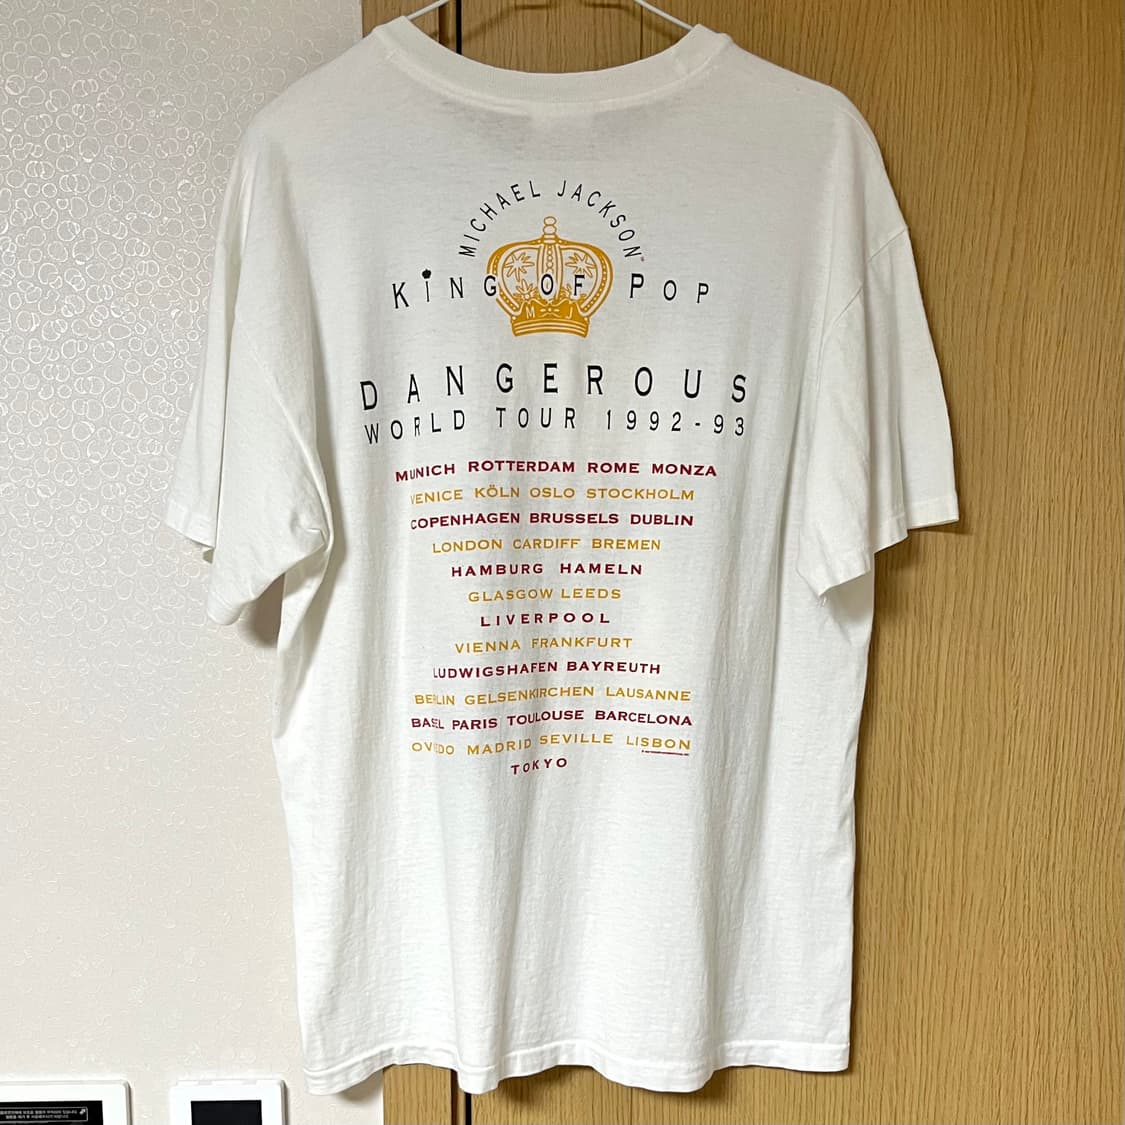 MICHAEL JACKSON
KiNG OF POP
M J
DANGEROUS
WORLD TOUR 1992-93
MUNICH ROTTERDAM ROME MONZA
VENICE KÖLN OSLO STOCKHOLM
COPENHAGEN BRUSSELS DUBLIN
LONDON CARDIFF BREMEN
HAMBURG HAMELN
GLASGOW LEEDS
LIVERPOOL
VIENNA FRANKFURT
LUDWIGSHAFEN BAYREUTH
BERLIN GELSENKIRCHEN LAUSANNE
BASEL PARIS TOULOUSE BARCELONA
OVIEDO MADRID SEVILLE LISBON
TOKYO